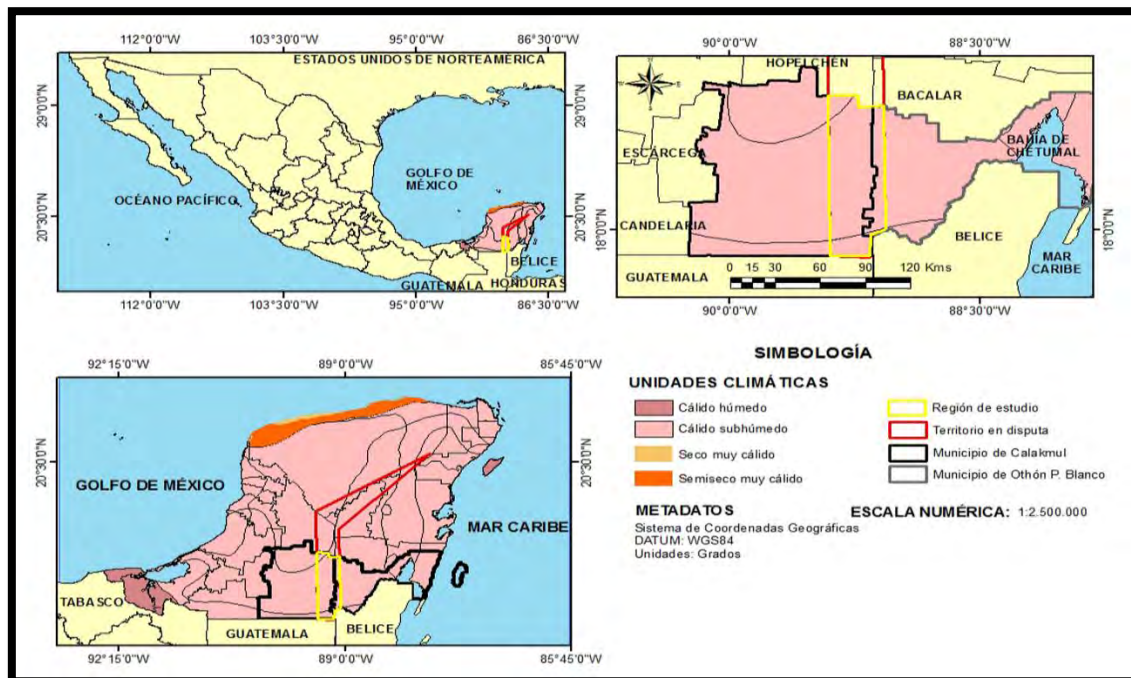 112°0'0"W 103°30'0"W 95°0'0"W 86°30'0"W
ESTADOS UNIDOS DE NORTEAMÉRICA
29°0'0"N
29°0'0"N
GOLFO DE
MÉXICO
OCÉANO PACÍFICO
20°30'0"N
20°30'0"N
BELICE
GUATEMALA
HONDURAS
112°0'0"W 103°30'0"W 95°0'0"W 86°30'0"W
90°0'0"W 88°30'0"W
HOPELCHÉN
BACALAR
BAHÍA DE
CHETUMAL
ESCÁRCEGA
CANDELARIA
18°0'0"N
18°0'0"N
BELICE
MAR
CARIBE
GUATEMALA
0 15 30 60 90 120 Kms
90°0'0"W 88°30'0"W
92°15'0"W 89°0'0"W 85°45'0"W
20°30'0"N
20°30'0"N
GOLFO DE MÉXICO
MAR CARIBE
TABASCO
GUATEMALA
BELICE
92°15'0"W 89°0'0"W 85°45'0"W
SIMBOLOGÍA
UNIDADES CLIMÁTICAS
Cálido húmedo
Cálido subhúmedo
Seco muy cálido
Semiseco muy cálido
Región de estudio
Territorio en disputa
Municipio de Calakmul
Municipio de Othón P. Blanco
METADATOS
Sistema de Coordenadas Geográficas
DATUM: WGS84
Unidades: Grados
ESCALA NUMÉRICA: 1:2.500.000